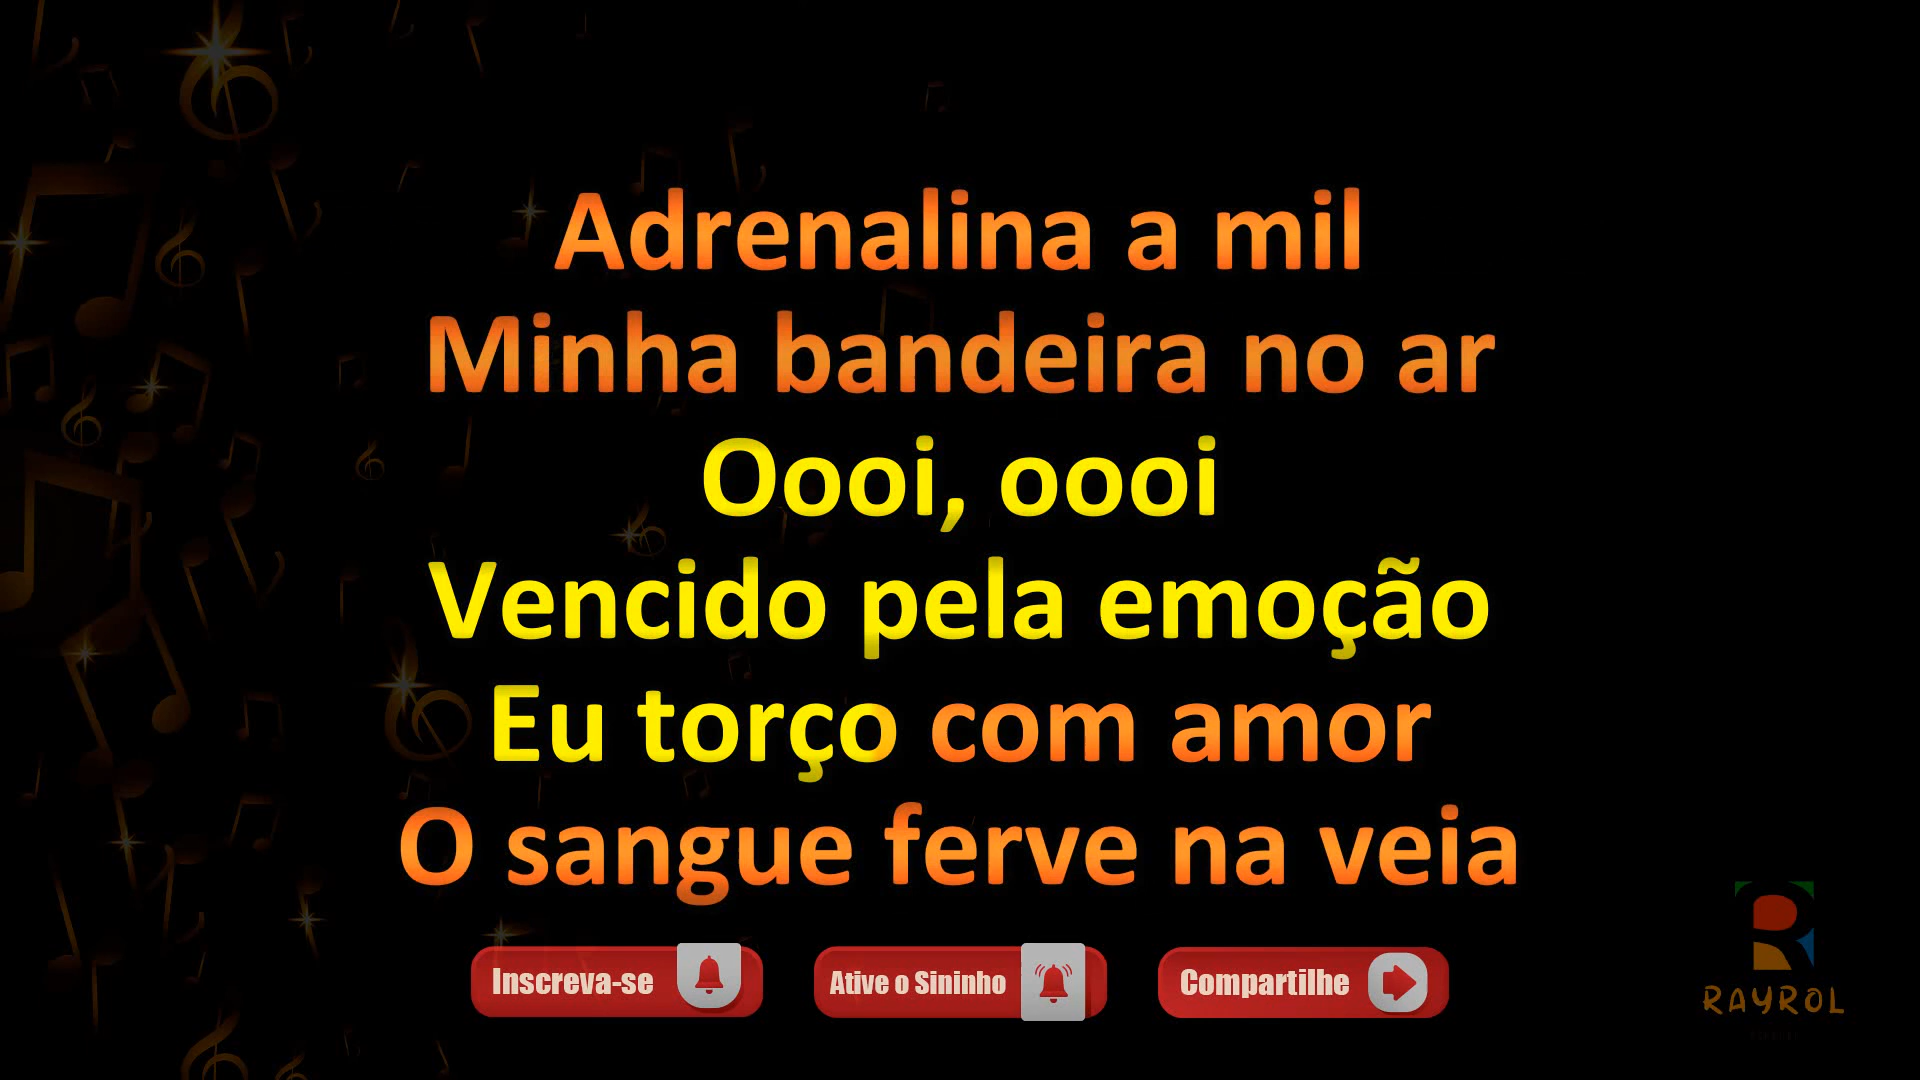 Adrenalina a mil
Minha bandeira no ar
Oooi, oooi
Vencido pela emoção
Eu torço com amor
O sangue ferve na veia
Inscreva-se
Ative o Sininho
Compartilhe
RAYROL